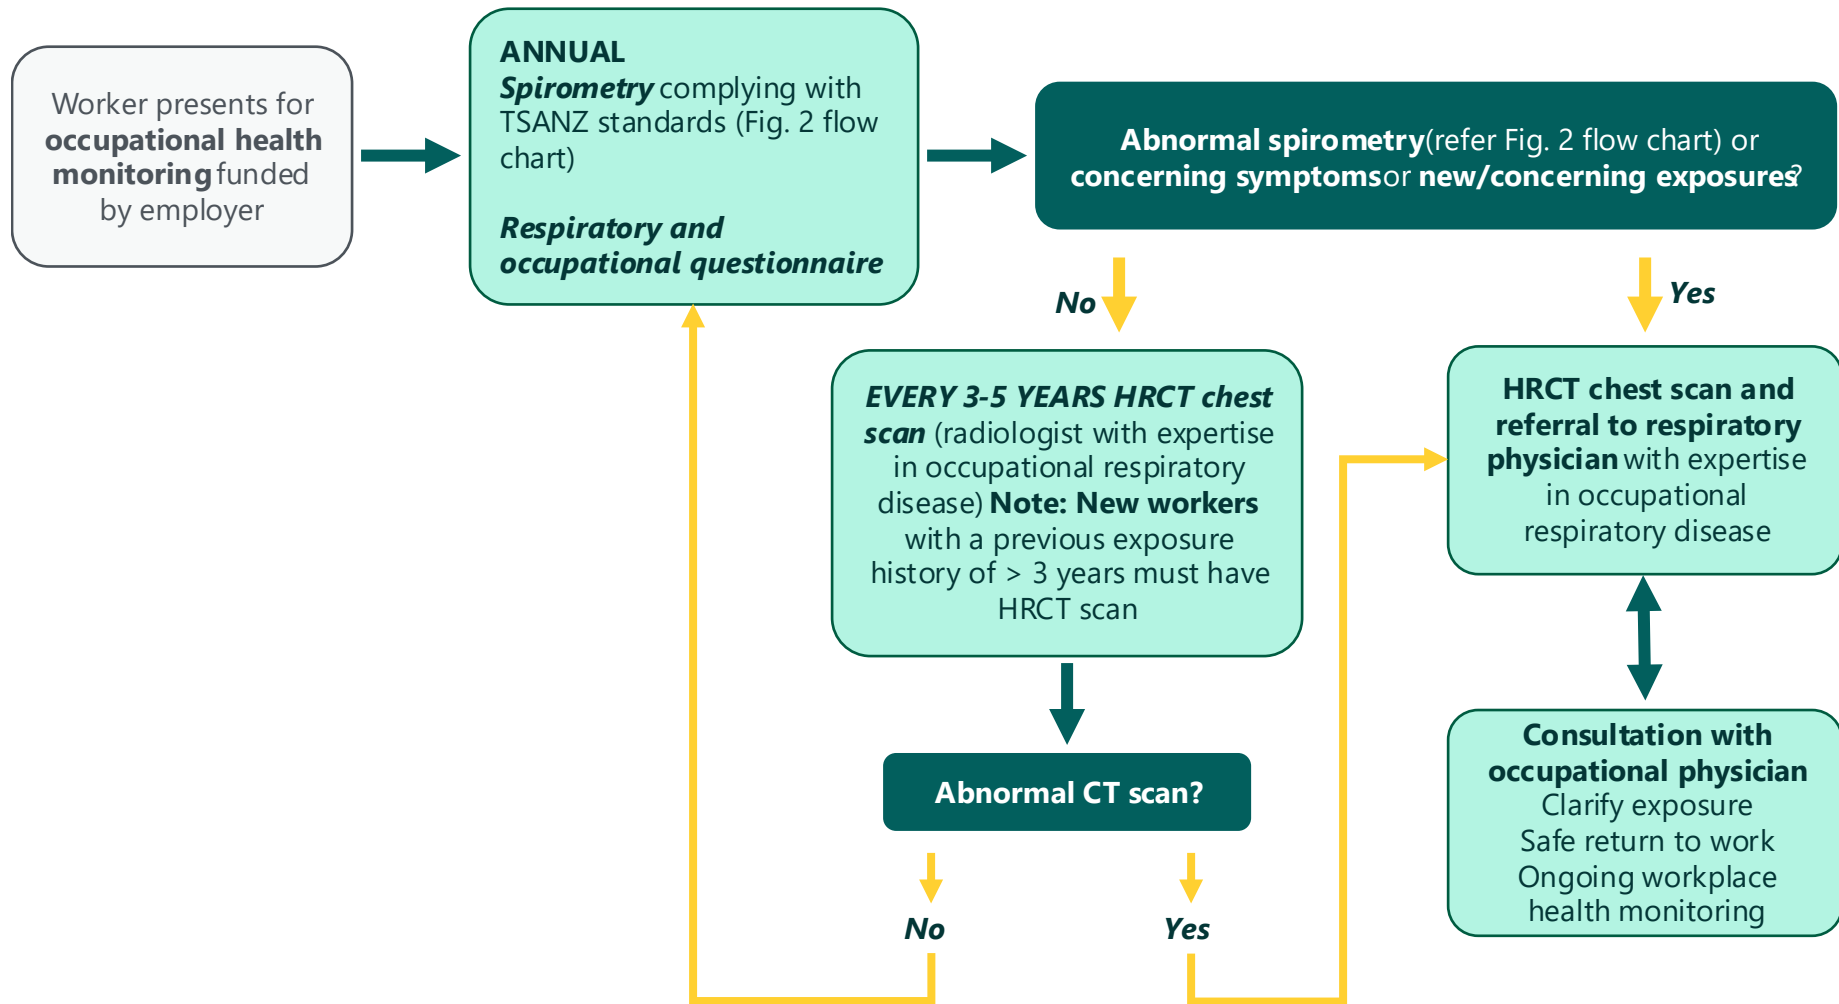 Worker presents for
occupational health
monitoring funded
by employer
ANNUAL
Spirometry complying with
TSANZ standards (Fig. 2 flow
chart)
Respiratory and
occupational questionnaire
Abnormal spirometry(refer Fig. 2 flow chart) or
concerning symptomsor new/concerning exposures?
No
Yes
EVERY 3-5 YEARS HRCT chest
scan (radiologist with expertise
in occupational respiratory
disease) Note: New workers
with a previous exposure
history of > 3 years must have
HRCT scan
HRCT chest scan and
referral to respiratory
physician with expertise
in occupational
respiratory disease
Abnormal CT scan?
No
Yes
Consultation with
occupational physician
Clarify exposure
Safe return to work
Ongoing workplace
health monitoring